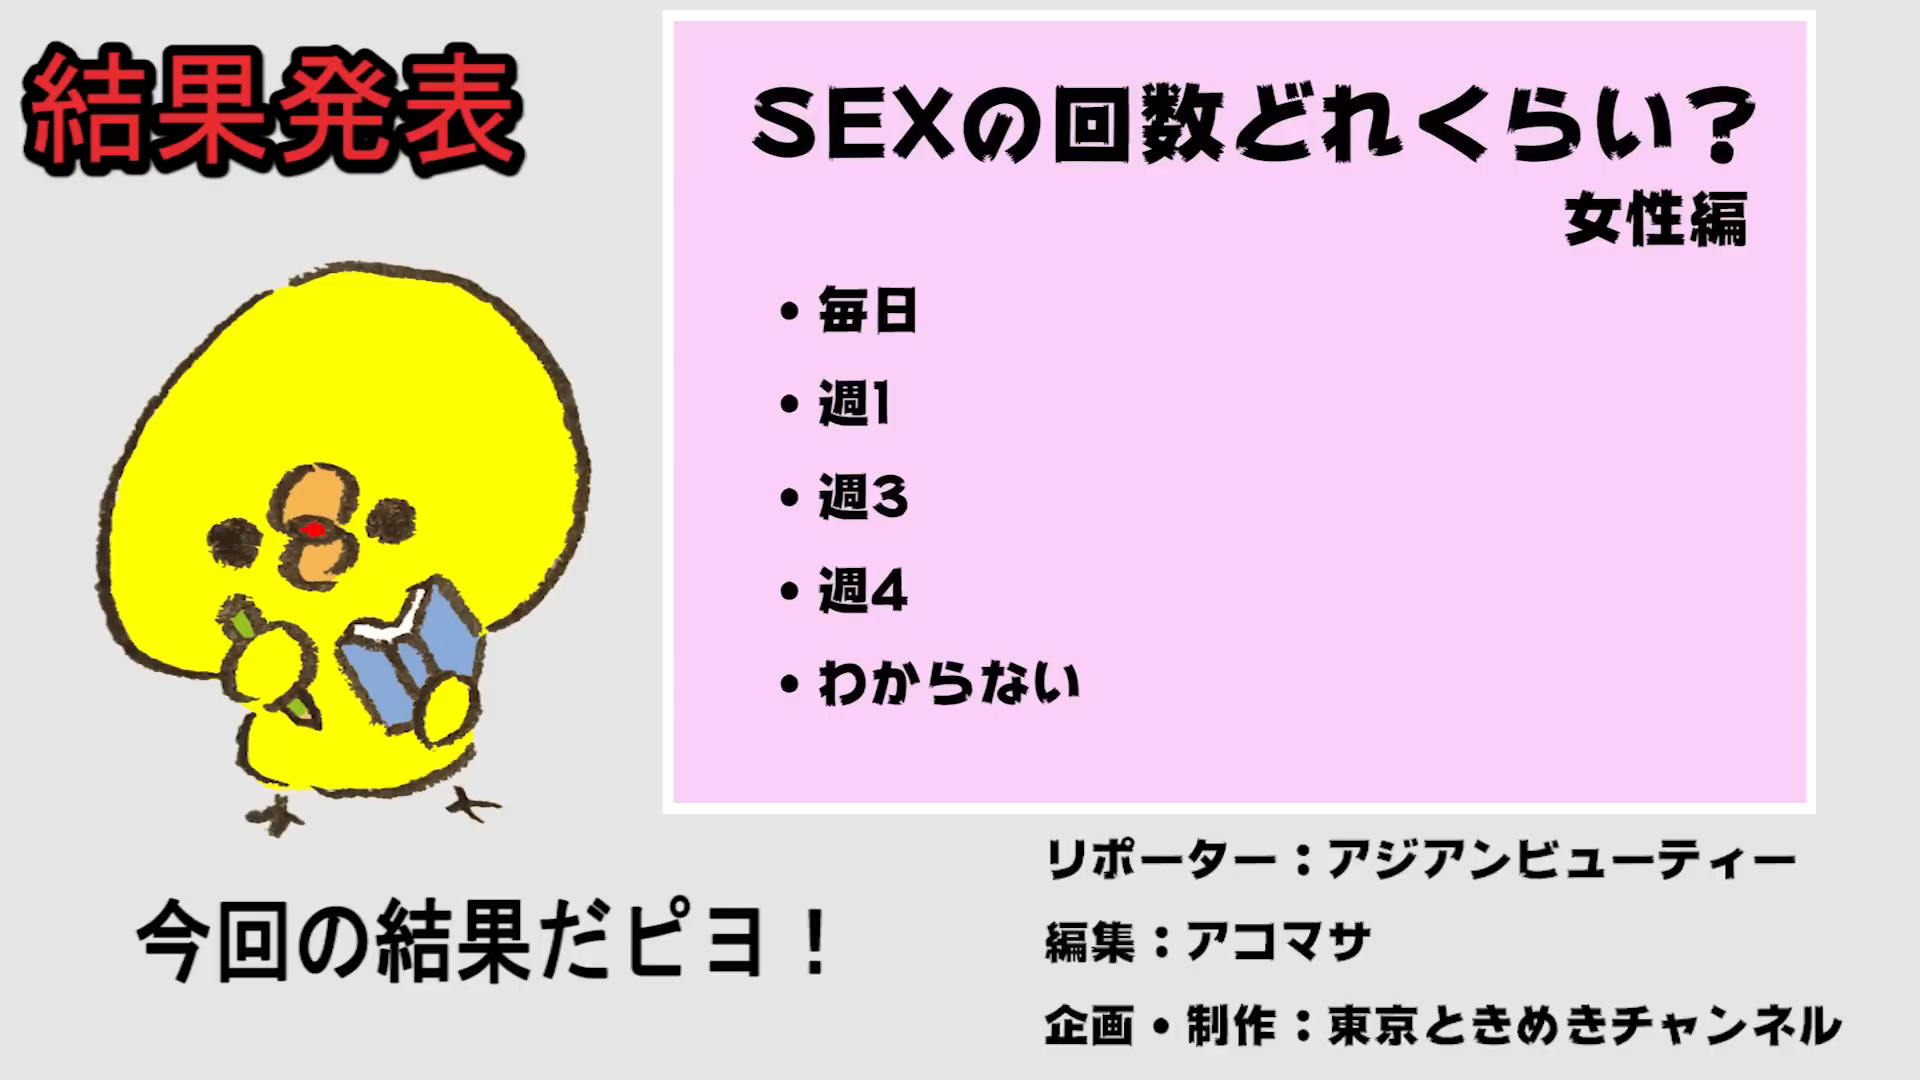 結果発表
SEXの回数どれくらい？
女性編
・毎日
・週1
・週3
・週4
・わからない
今回の結果だピヨ！
リポーター：アジアンビューティー
編集：アコマサ
企画・制作：東京ときめきチャンネル